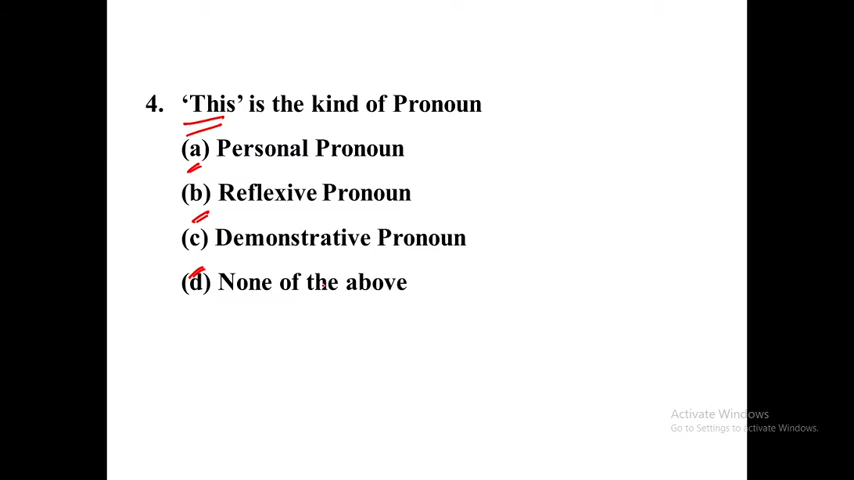 4. ‘This’ is the kind of Pronoun
(a) Personal Pronoun
(b) Reflexive Pronoun
(c) Demonstrative Pronoun
(d) None of the above
Activate Windows
Go to Settings to activate Windows.